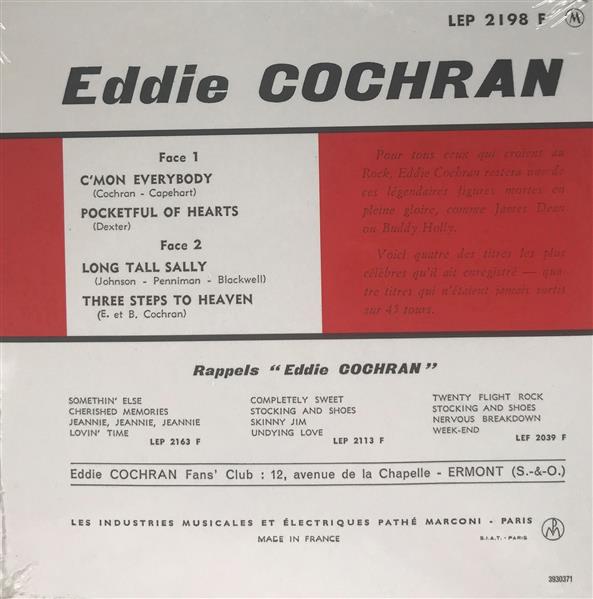 LEP 2198 F M
Eddie COCHRAN
Face 1
C'MON EVERYBODY
(Cochran - Capehart)
POCKETFUL OF HEARTS
(Dexter)
Face 2
LONG TALL SALLY
(Johnson - Penniman - Blackwell)
THREE STEPS TO HEAVEN
(E. et B. Cochran)
Pour tous ceux qui croient au
Rock, Eddie Cochran restera une de
ces légendaires figures mortes en
pleine gloire, comme James Dean
ou Buddy Holly.
Voici quatre des titres les plus
célèbres qu'il ait enregistré — qua-
tre titres qui n'étaient jamais sortis
sur 45 tours.
Rappels "Eddie COCHRAN"
SOMETHIN' ELSE
CHERISHED MEMORIES
JEANNIE, JEANNIE, JEANNIE
LOVIN' TIME
LEP 2163 F
COMPLETELY SWEET
STOCKING AND SHOES
SKINNY JIM
UNDYING LOVE
LEP 2113 F
TWENTY FLIGHT ROCK
STOCKING AND SHOES
NERVOUS BREAKDOWN
WEEK-END
LEF 2039 F
Eddie COCHRAN Fans' Club : 12, avenue de la Chapelle - ERMONT (S.-&-O.)
LES INDUSTRIES MUSICALES ET ÉLECTRIQUES PATHÉ MARCONI - PARIS
MADE IN FRANCE
S.I.A.T. - PARIS
3930371